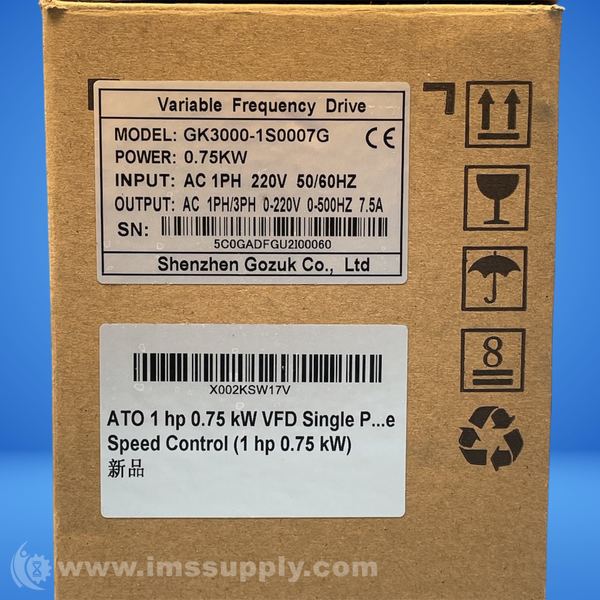 Variable Frequency Drive
MODEL: GK3000-1S0007G CE
POWER: 0.75KW
INPUT: AC 1PH 220V 50/60HZ
OUTPUT: AC 1PH/3PH 0-220V 0-500HZ 7.5A
SN:
5C0GADFGU2I00060
Shenzhen Gozuk Co., Ltd
8
X002KSW17V
ATO 1 hp 0.75 kW VFD Single P...e
Speed Control (1 hp 0.75 kW)
新品
www.imssupply.com